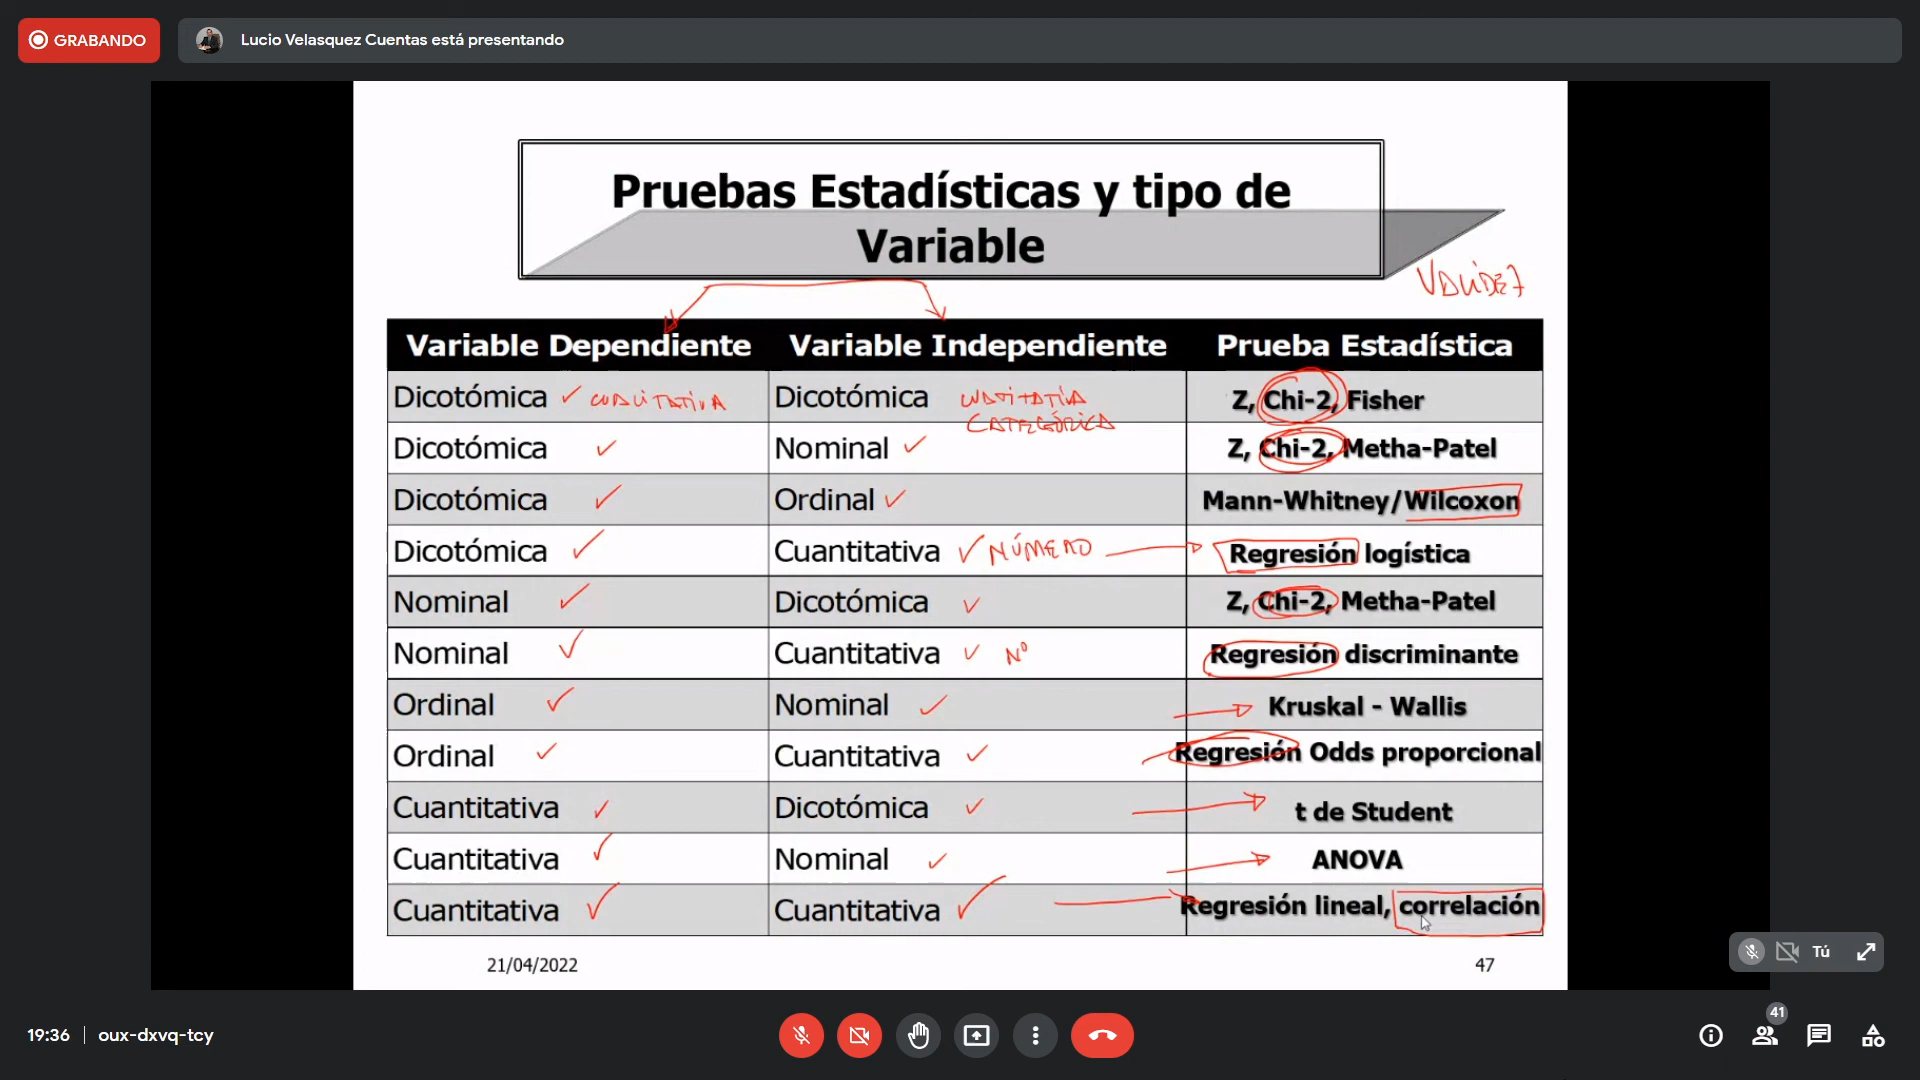 GRABANDO
Lucio Velasquez Cuentas está presentando
Pruebas Estadísticas y tipo de
Variable
VALIDEZ
Variable Dependiente Variable Independiente Prueba Estadística
Dicotómica CUALITATIVA Dicotómica Z, Chi-2, Fisher
CATEGÓRICA
Dicotómica Nominal Z, Chi-2, Metha-Patel
Dicotómica Ordinal Mann-Whitney/Wilcoxon
Dicotómica Cuantitativa NÚMERO Regresión logística
Nominal Dicotómica Z, Chi-2, Metha-Patel
Nominal Cuantitativa Nº Regresión discriminante
Ordinal Nominal Kruskal - Wallis
Ordinal Cuantitativa Regresión Odds proporcional
Cuantitativa Dicotómica t de Student
Cuantitativa Nominal ANOVA
Cuantitativa Cuantitativa Regresión lineal, correlación
21/04/2022 47
Tú
19:36 oux-dxvq-tcy
41